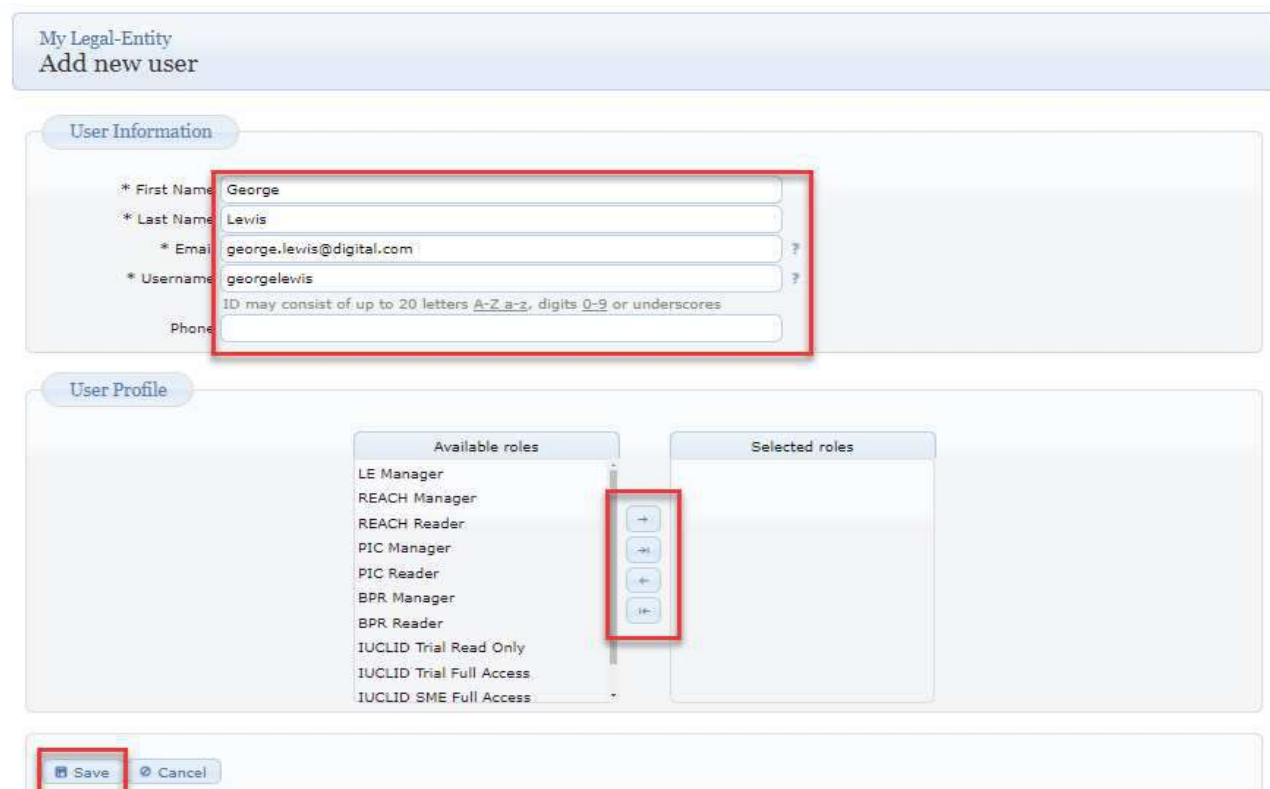 My Legal-Entity
Add new user
User Information
* First Name George
* Last Name Lewis
* Email george.lewis@digital.com ?
* Username georgelewis ?
ID may consist of up to 20 letters A-Z a-z, digits 0-9 or underscores
Phone
User Profile
Available roles Selected roles
LE Manager
REACH Manager
REACH Reader
PIC Manager
PIC Reader
BPR Manager
BPR Reader
IUCLID Trial Read Only
IUCLID Trial Full Access
IUCLID SME Full Access
Save Cancel